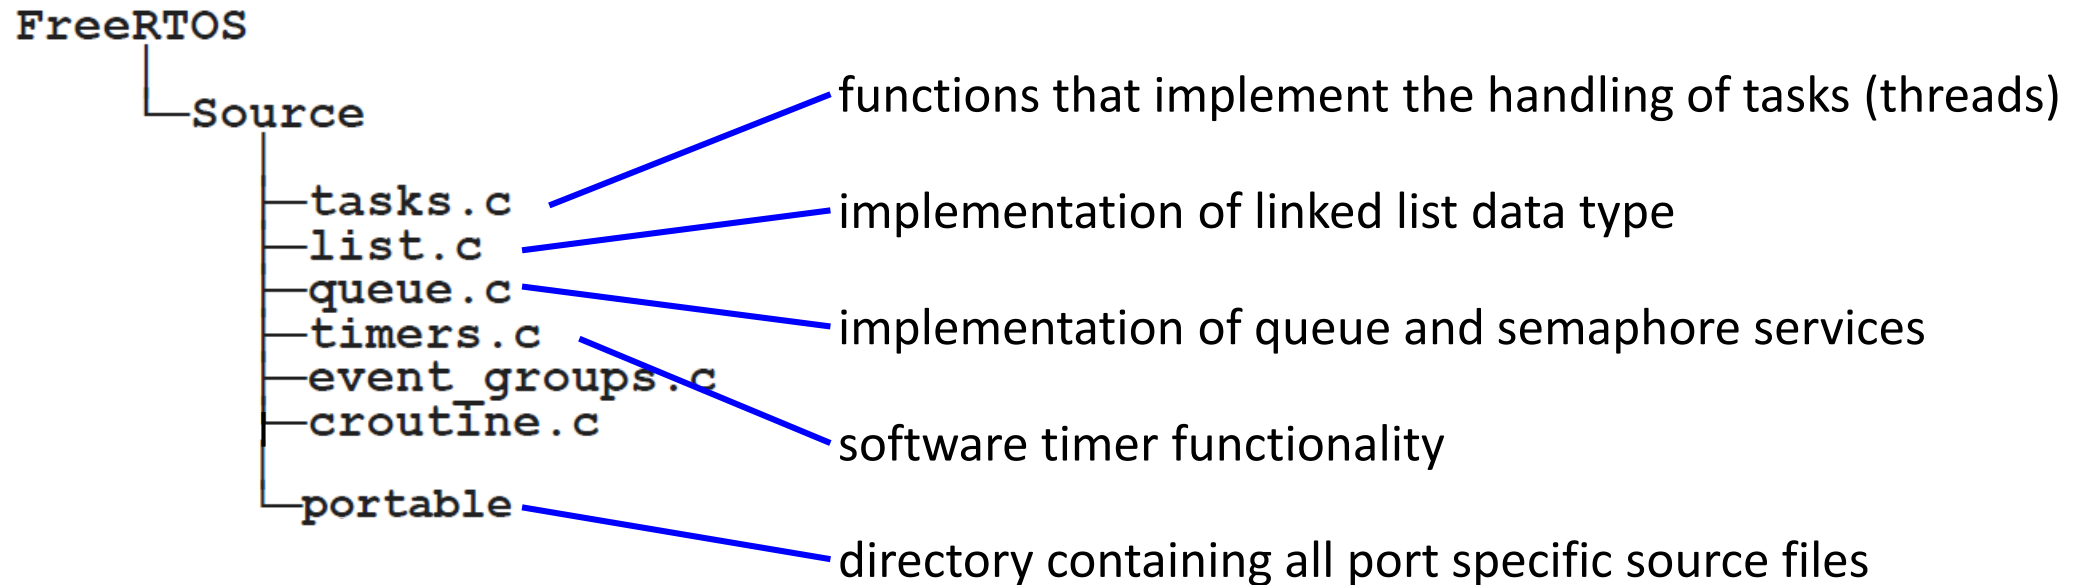 FreeRTOS
Source
tasks.c
list.c
queue.c
timers.c
event_groups.c
croutine.c
portable
functions that implement the handling of tasks (threads)
implementation of linked list data type
implementation of queue and semaphore services
software timer functionality
directory containing all port specific source files